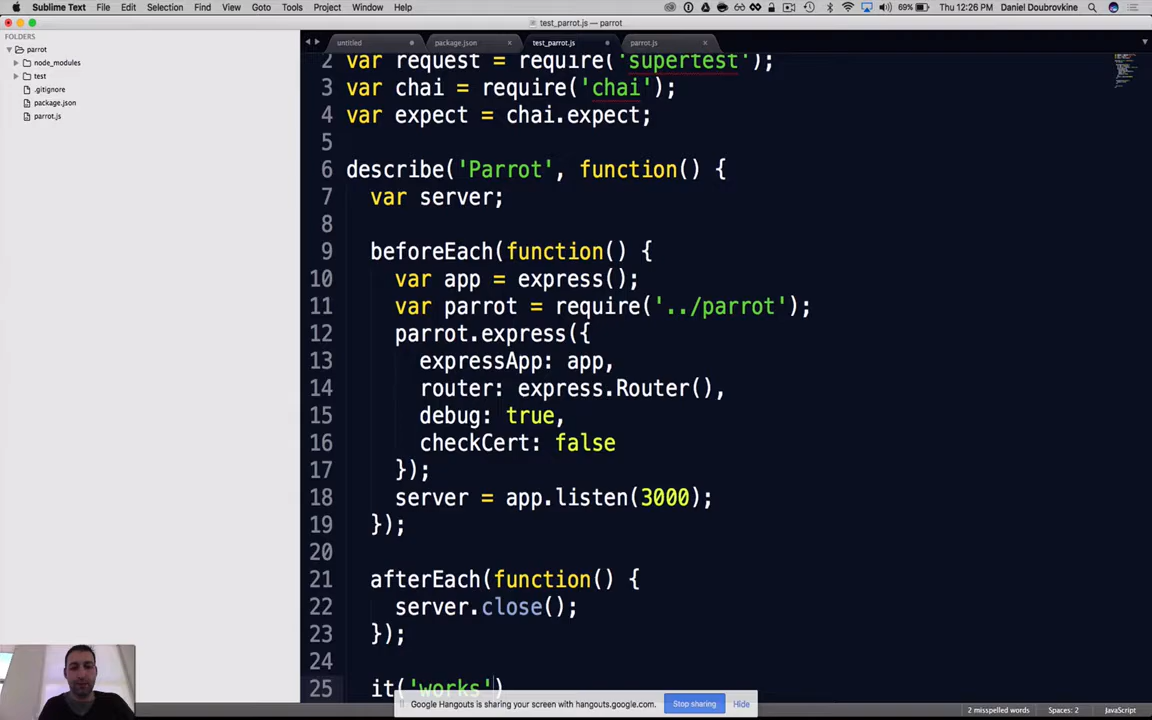 Sublime Text File Edit Selection Find View Goto Tools Project Window Help 69% Thu 12:26 PM Daniel Doubrovkine
test_parrot.js — parrot
FOLDERS
parrot
node_modules
test
.gitignore
package.json
parrot.js
untitled package.json test_parrot.js parrot.js
2 var request = require('supertest');
3 var chai = require('chai');
4 var expect = chai.expect;
5
6 describe('Parrot', function() {
7 var server;
8
9 beforeEach(function() {
10 var app = express();
11 var parrot = require('../parrot');
12 parrot.express({
13 expressApp: app,
14 router: express.Router(),
15 debug: true,
16 checkCert: false
17 });
18 server = app.listen(3000);
19 });
20
21 afterEach(function() {
22 server.close();
23 });
24
25 it('works')
Google Hangouts is sharing your screen with hangouts.google.com. Stop sharing Hide
2 misspelled words Spaces: 2 JavaScript